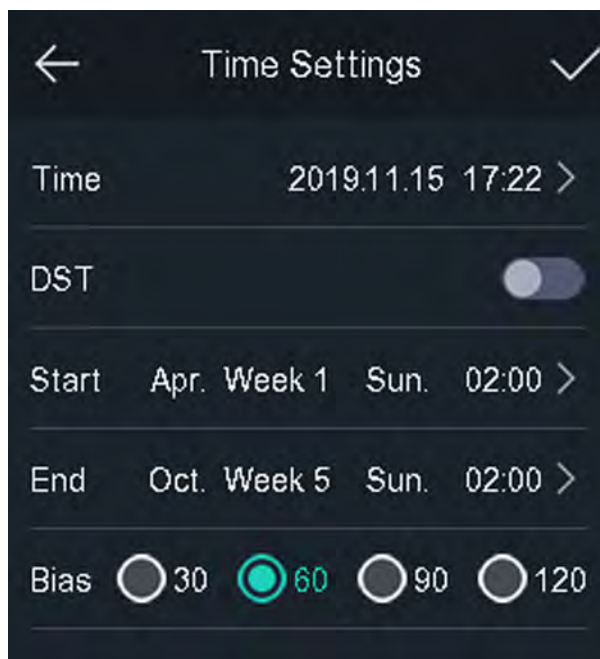 Time Settings
Time 2019.11.15 17:22
DST
Start Apr. Week 1 Sun. 02:00
End Oct. Week 5 Sun. 02:00
Bias 30 60 90 120